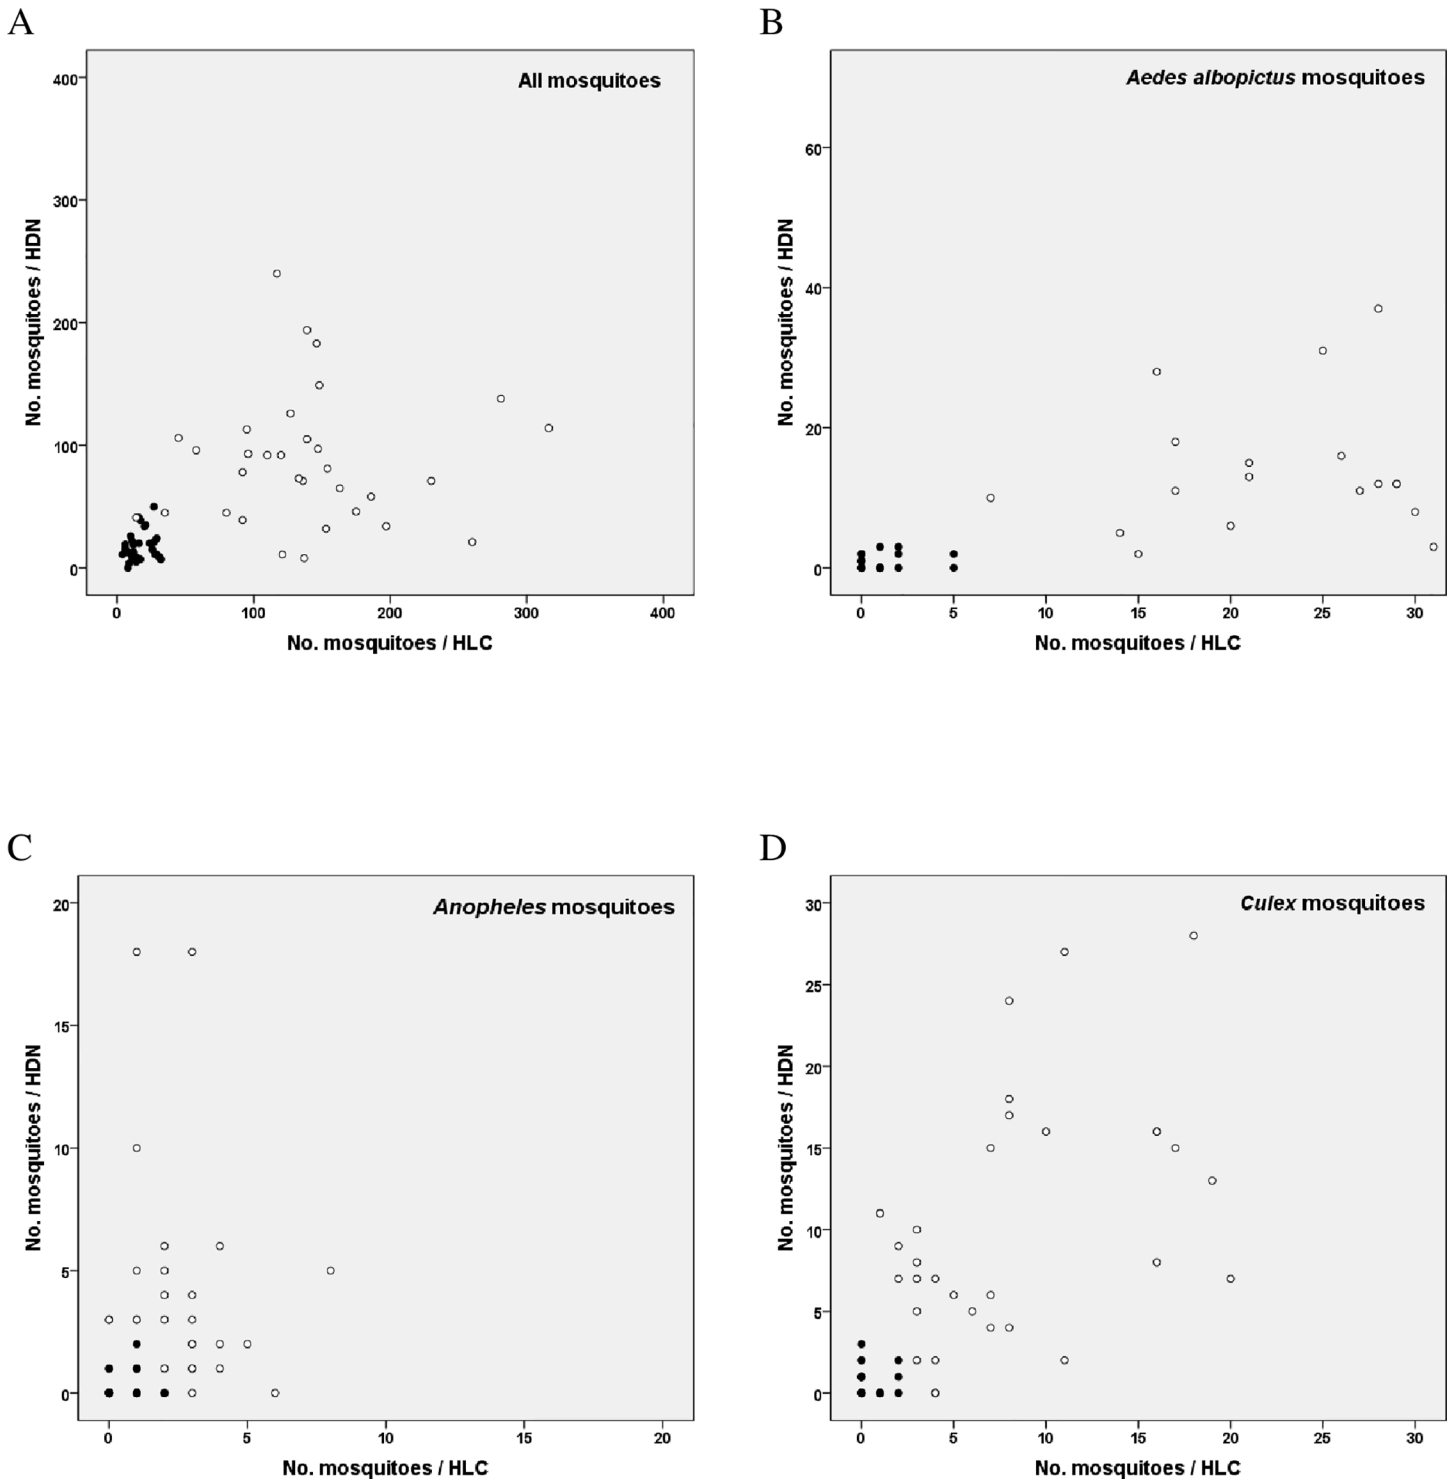 A
All mosquitoes
No. mosquitoes / HDN
400
300
200
100
0
0 100 200 300 400
No. mosquitoes / HLC
B
Aedes albopictus mosquitoes
No. mosquitoes / HDN
60
40
20
0
0 5 10 15 20 25 30
No. mosquitoes / HLC
C
Anopheles mosquitoes
No. mosquitoes / HDN
20
15
10
5
0
0 5 10 15 20
No. mosquitoes / HLC
D
Culex mosquitoes
No. mosquitoes / HDN
30
25
20
15
10
5
0
0 5 10 15 20 25 30
No. mosquitoes / HLC